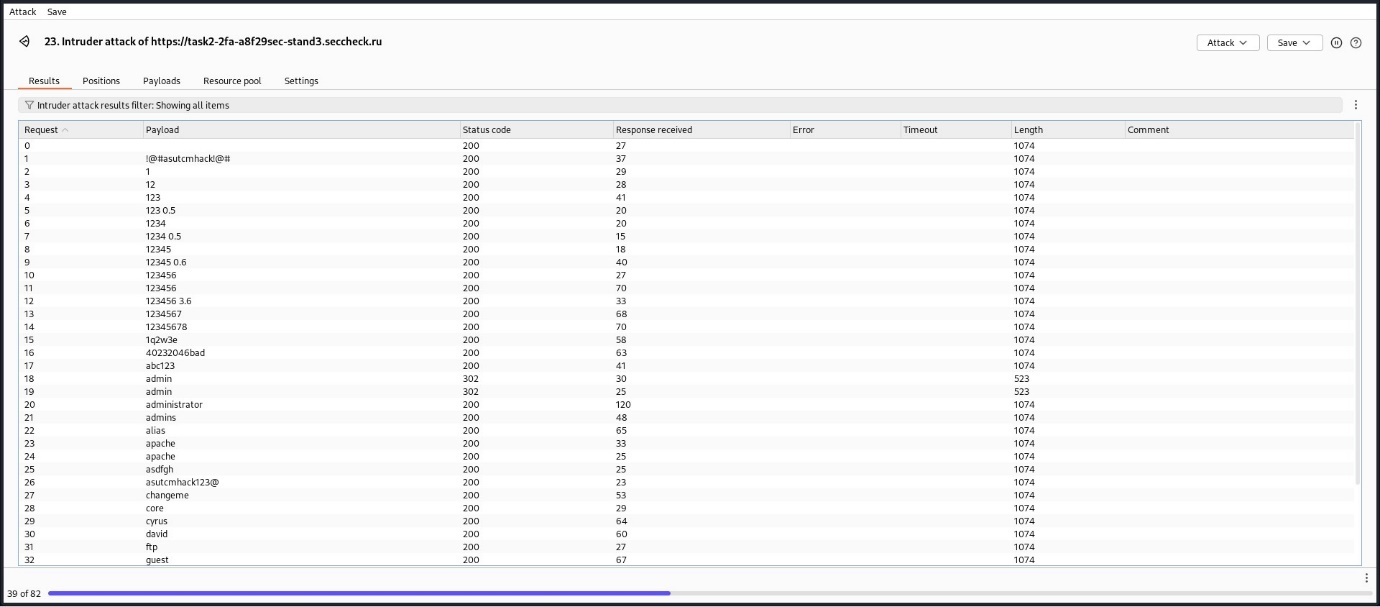 Attack Save
23. Intruder attack of https://task2-2fa-a8f29sec-stand3.seccheck.ru
Attack Save
Results Positions Payloads Resource pool Settings
Intruder attack results filter: Showing all items
Request Payload Status code Response received Error Timeout Length Comment
0 200 27 1074
1 !@#asutcmhack!@# 200 37 1074
2 1 200 29 1074
3 12 200 28 1074
4 123 200 41 1074
5 123 0.5 200 20 1074
6 1234 200 20 1074
7 1234 0.5 200 15 1074
8 12345 200 18 1074
9 12345 0.6 200 40 1074
10 123456 200 27 1074
11 123456 200 70 1074
12 123456 3.6 200 33 1074
13 1234567 200 68 1074
14 12345678 200 70 1074
15 1q2w3e 200 58 1074
16 40232046bad 200 63 1074
17 abc123 200 41 1074
18 admin 302 30 523
19 admin 302 25 523
20 administrator 200 120 1074
21 admins 200 48 1074
22 alias 200 65 1074
23 apache 200 33 1074
24 apache 200 25 1074
25 asdfgh 200 25 1074
26 asutcmhack123@ 200 23 1074
27 changeme 200 53 1074
28 core 200 29 1074
29 cyrus 200 64 1074
30 david 200 60 1074
31 ftp 200 27 1074
32 guest 200 67 1074
39 of 82